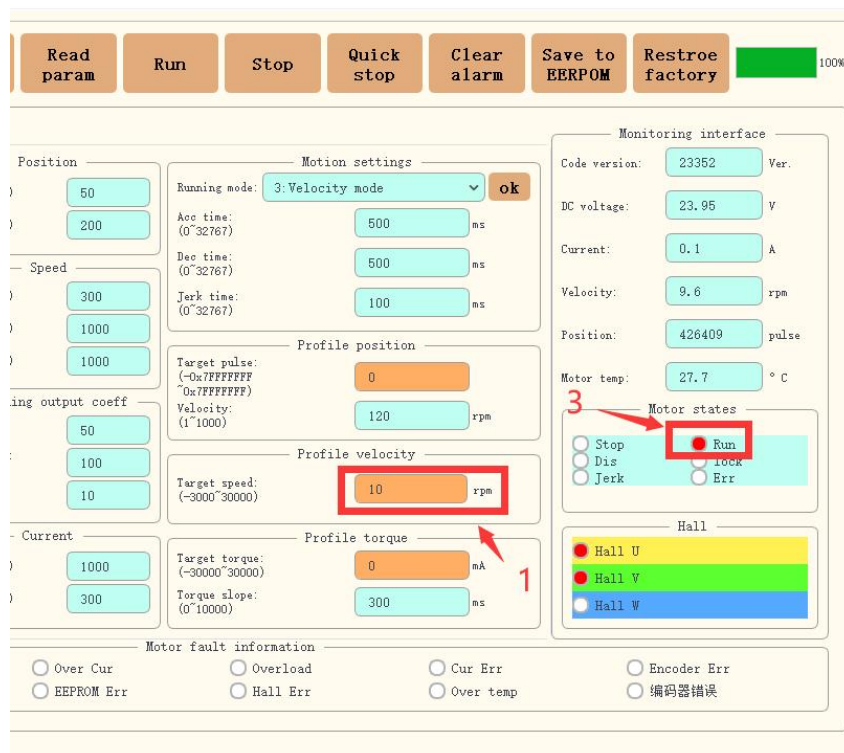 Read
param
Run
Stop
Quick
stop
Clear
alarm
Save to
EERPOM
Restroe
factory
100%
Position
50
200
Speed
300
1000
1000
ing output coeff
50
100
10
Current
1000
300
Motion settings
Running mode: 3:Velocity mode ok
Acc time:
(0~32767)
500 ms
Dec time:
(0~32767)
500 ms
Jerk time:
(0~32767)
100 ms
Profile position
Target pulse:
(-0x7FFFFFFF
~0x7FFFFFFF)
0
Velocity:
(1~1000)
120 rpm
Profile velocity
Target speed:
(-3000~30000)
10 rpm
Profile torque
Target torque:
(-30000~30000)
0 mA
Torque slope:
(0~10000)
300 ms
1
Monitoring interface
Code version: 23352 Ver.
DC voltage: 23.95 V
Current: 0.1 A
Velocity: 9.6 rpm
Position: 426409 pulse
Motor temp: 27.7 ° C
3
Motor states
Stop Run
Dis lock
Jerk Err
Hall
Hall U
Hall V
Hall W
Motor fault information
Over Cur Overload Cur Err Encoder Err
EEPROM Err Hall Err Over temp 编码器错误